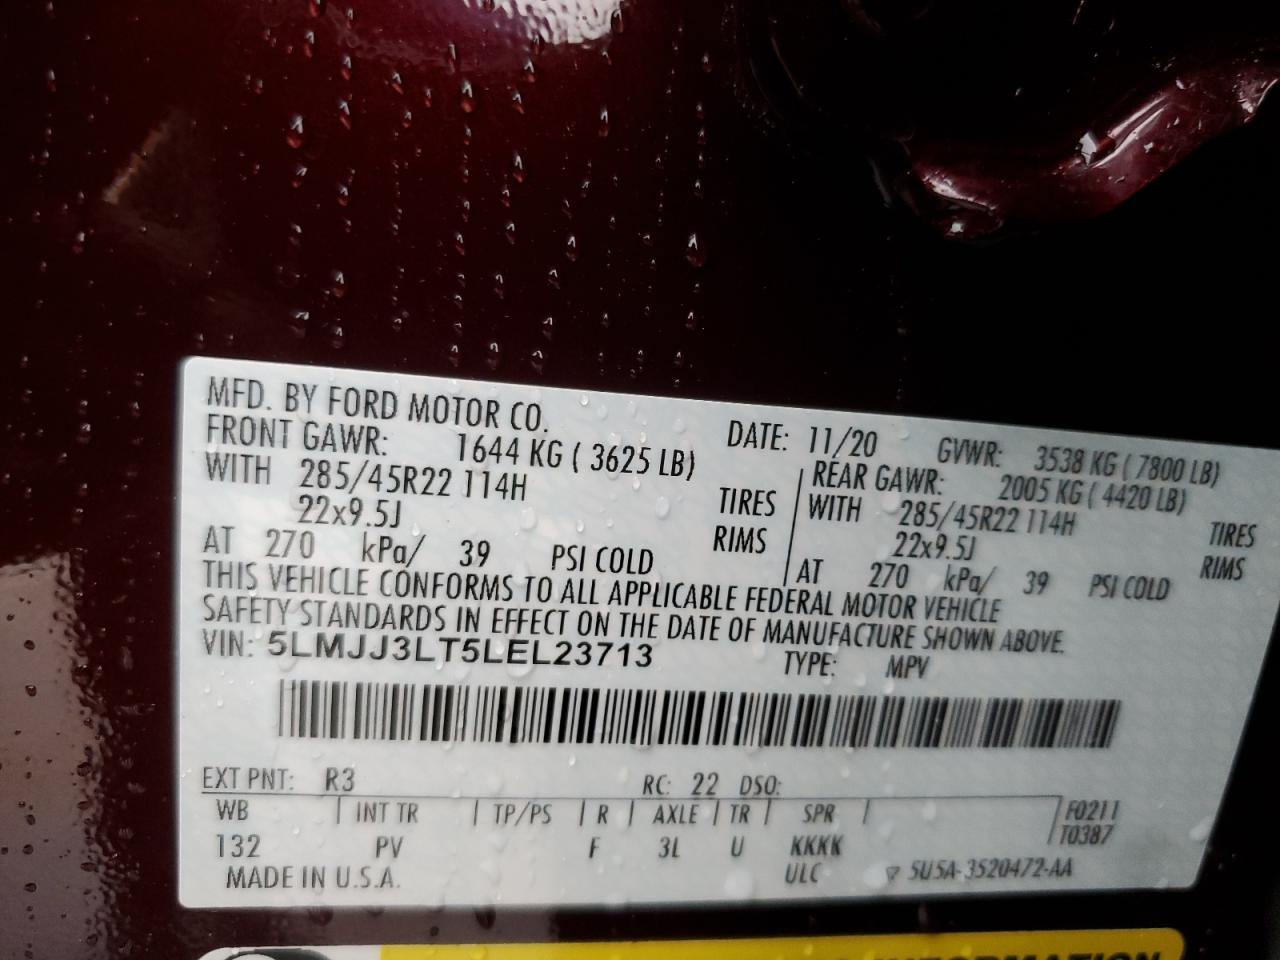 MFD. BY FORD MOTOR CO.
DATE: 11/20 GVWR: 3538 KG ( 7800 LB)
FRONT GAWR: 1644 KG ( 3625 LB)
WITH 285/45R22 114H TIRES
22x9.5J RIMS
AT 270 kPa/ 39 PSI COLD
REAR GAWR: 2005 KG ( 4420 LB)
WITH 285/45R22 114H TIRES
22x9.5J RIMS
AT 270 kPa/ 39 PSI COLD
THIS VEHICLE CONFORMS TO ALL APPLICABLE FEDERAL MOTOR VEHICLE
SAFETY STANDARDS IN EFFECT ON THE DATE OF MANUFACTURE SHOWN ABOVE.
VIN: 5LMJJ3LT5LEL23713 TYPE: MPV
EXT PNT: R3 RC: 22 DSO:
WB | INT TR | TP/PS | R | AXLE | TR | SPR | F0211
T0387
132 PV F 3L U KKKK
MADE IN U.S.A. ULC 5U5A-3520472-AA
INFORMATION